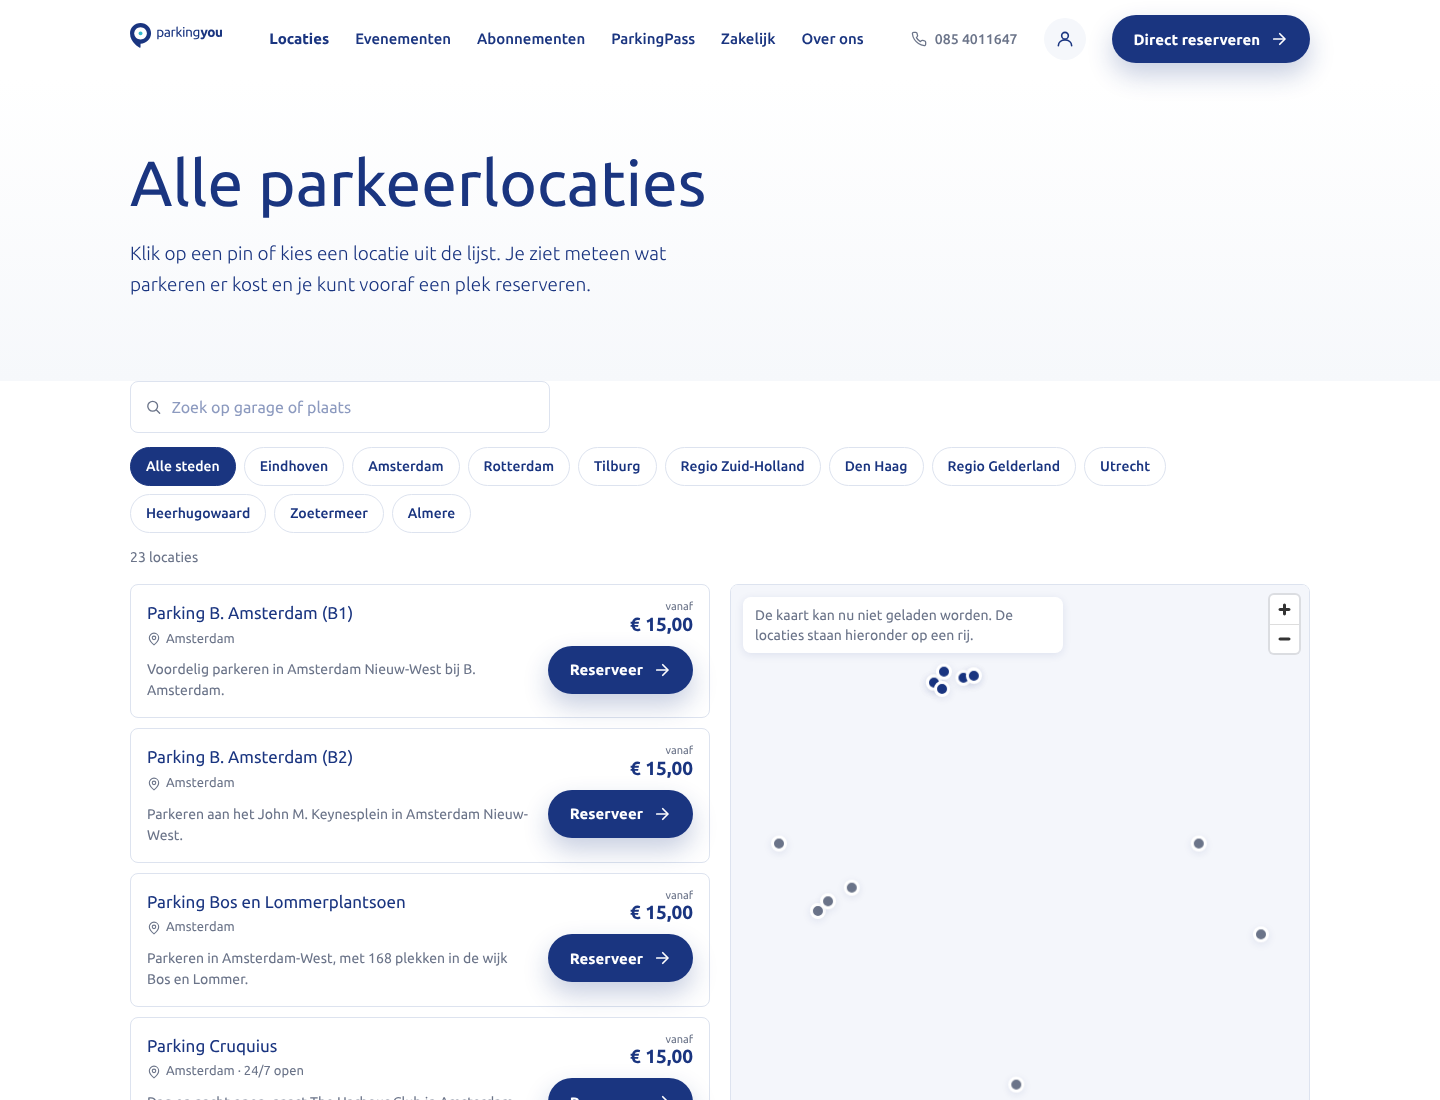 parkingyou
Locaties
Evenementen
Abonnementen
ParkingPass
Zakelijk
Over ons
085 4011647
Direct reserveren
Alle parkeerlocaties
Klik op een pin of kies een locatie uit de lijst. Je ziet meteen wat
parkeren er kost en je kunt vooraf een plek reserveren.
Zoek op garage of plaats
Alle steden
Eindhoven
Amsterdam
Rotterdam
Tilburg
Regio Zuid-Holland
Den Haag
Regio Gelderland
Utrecht
Heerhugowaard
Zoetermeer
Almere
23 locaties
Parking B. Amsterdam (B1)
Amsterdam
Voordelig parkeren in Amsterdam Nieuw-West bij B.
Amsterdam.
vanaf
€ 15,00
Reserveer
Parking B. Amsterdam (B2)
Amsterdam
Parkeren aan het John M. Keynesplein in Amsterdam Nieuw-
West.
vanaf
€ 15,00
Reserveer
Parking Bos en Lommerplantsoen
Amsterdam
Parkeren in Amsterdam-West, met 168 plekken in de wijk
Bos en Lommer.
vanaf
€ 15,00
Reserveer
Parking Cruquius
Amsterdam · 24/7 open
vanaf
€ 15,00
De kaart kan nu niet geladen worden. De
locaties staan hieronder op een rij.